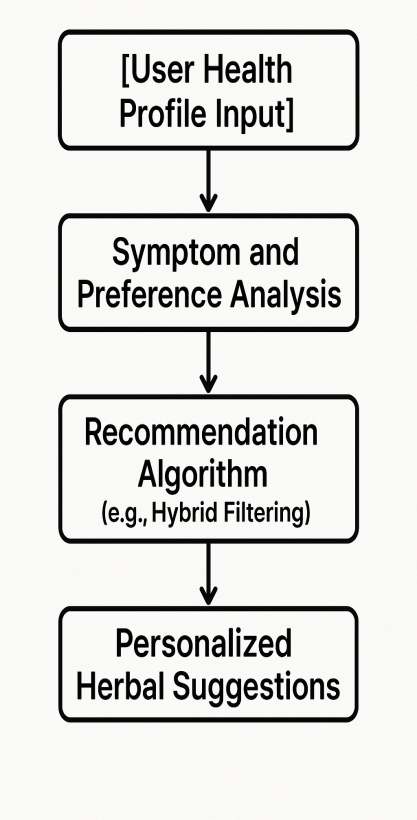 [User Health
Profile Input]
Symptom and
Preference Analysis
Recommendation
Algorithm
(e.g., Hybrid Filtering)
Personalized
Herbal Suggestions